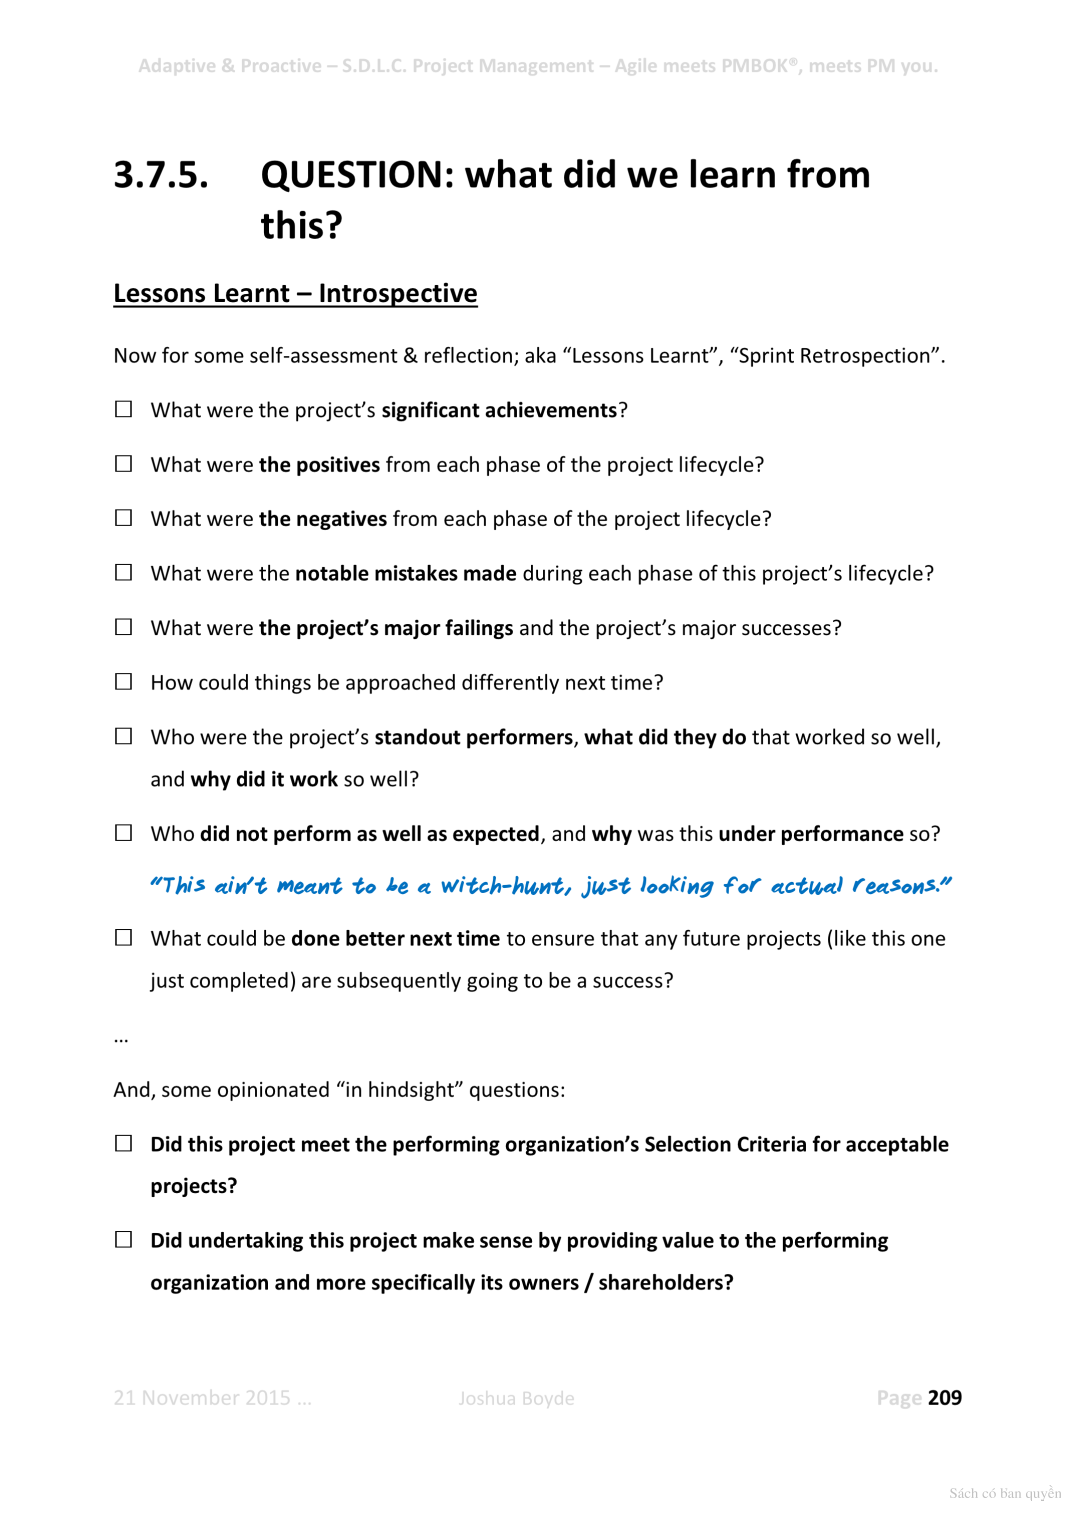 Adaptive & Proactive – S.D.L.C. Project Management – Agile meets PMBOK®, meets PM you.
3.7.5. QUESTION: what did we learn from
this?
Lessons Learnt – Introspective
Now for some self-assessment & reflection; aka “Lessons Learnt”, “Sprint Retrospection”.
☐ What were the project’s significant achievements?
☐ What were the positives from each phase of the project lifecycle?
☐ What were the negatives from each phase of the project lifecycle?
☐ What were the notable mistakes made during each phase of this project’s lifecycle?
☐ What were the project’s major failings and the project’s major successes?
☐ How could things be approached differently next time?
☐ Who were the project’s standout performers, what did they do that worked so well,
and why did it work so well?
☐ Who did not perform as well as expected, and why was this under performance so?
“This ain’t meant to be a witch-hunt, just looking for actual reasons.”
☐ What could be done better next time to ensure that any future projects (like this one
just completed) are subsequently going to be a success?
…
And, some opinionated “in hindsight” questions:
☐ Did this project meet the performing organization’s Selection Criteria for acceptable
projects?
☐ Did undertaking this project make sense by providing value to the performing
organization and more specifically its owners / shareholders?
21 November 2015 … Joshua Boyde Page 209
Sách có bản quyền